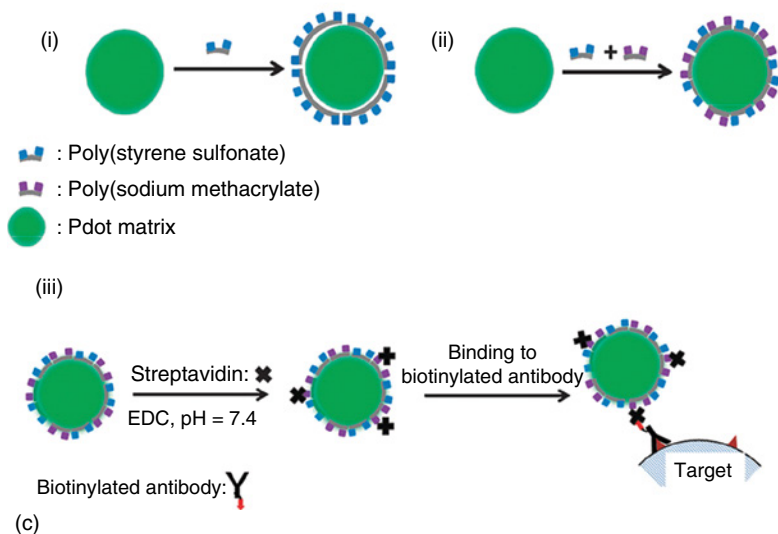 (i)
(ii)
+
: Poly(styrene sulfonate)
: Poly(sodium methacrylate)
: Pdot matrix
(iii)
Streptavidin:
EDC, pH = 7.4
Binding to
biotinylated antibody
Target
Biotinylated antibody:
(c)